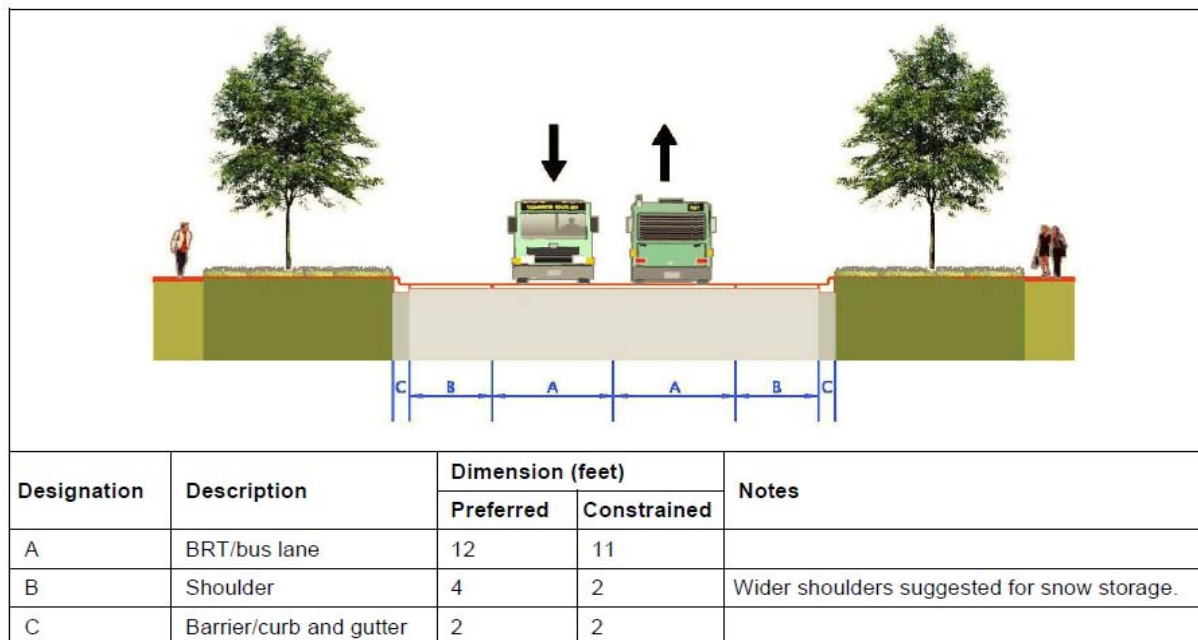 C B A A B C
Designation Description Dimension (feet) Notes
Preferred Constrained
A BRT/bus lane 12 11
B Shoulder 4 2 Wider shoulders suggested for snow storage.
C Barrier/curb and gutter 2 2